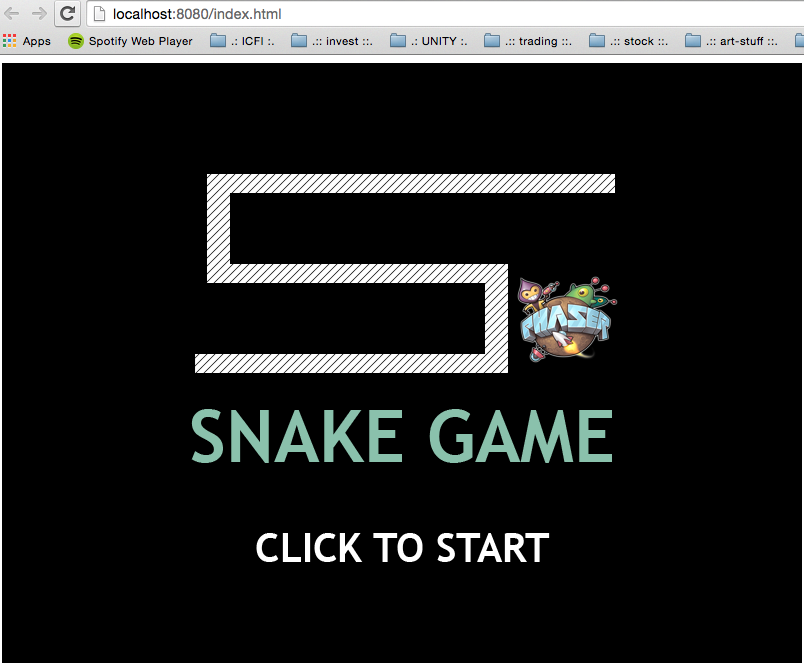 localhost:8080/index.html
Apps Spotify Web Player .: ICFI :. .:: invest ::. .: UNITY :. .:: trading ::. .:: stock ::. .:: art-stuff ::.
PHASER
SNAKE GAME
CLICK TO START